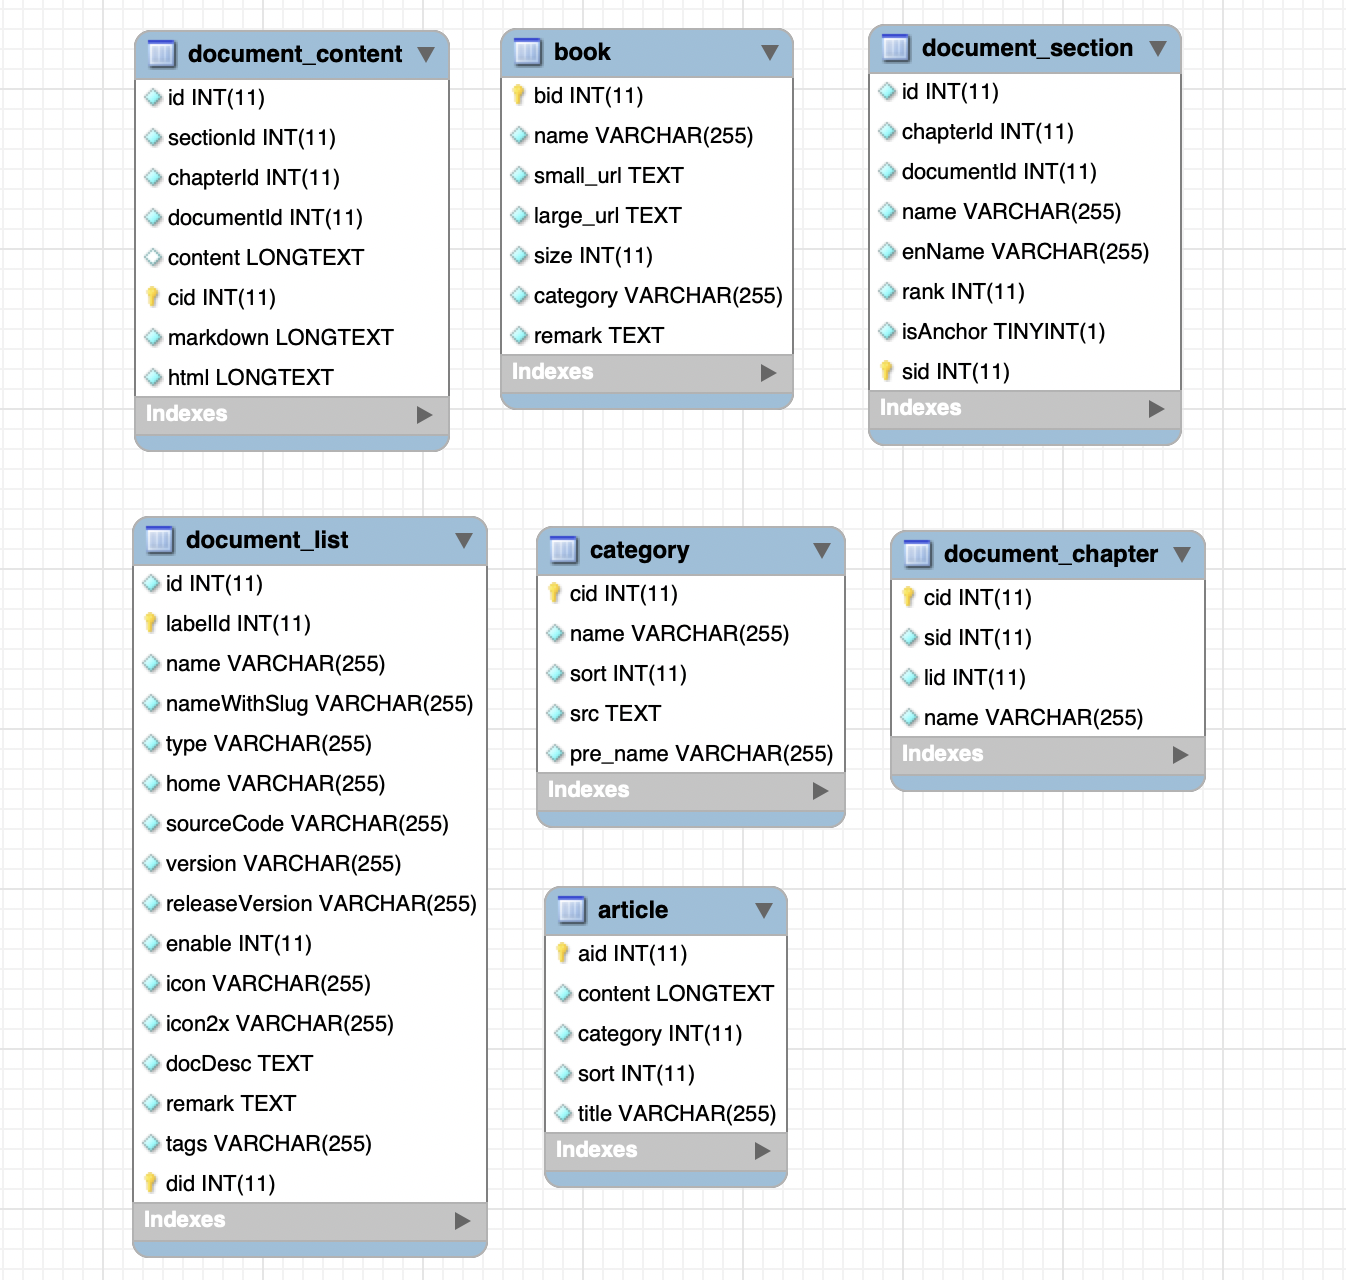 document_content
id INT(11)
sectionId INT(11)
chapterId INT(11)
documentId INT(11)
content LONGTEXT
cid INT(11)
markdown LONGTEXT
html LONGTEXT
Indexes
book
bid INT(11)
name VARCHAR(255)
small_url TEXT
large_url TEXT
size INT(11)
category VARCHAR(255)
remark TEXT
Indexes
document_section
id INT(11)
chapterId INT(11)
documentId INT(11)
name VARCHAR(255)
enName VARCHAR(255)
rank INT(11)
isAnchor TINYINT(1)
sid INT(11)
Indexes
document_list
id INT(11)
labelId INT(11)
name VARCHAR(255)
nameWithSlug VARCHAR(255)
type VARCHAR(255)
home VARCHAR(255)
sourceCode VARCHAR(255)
version VARCHAR(255)
releaseVersion VARCHAR(255)
enable INT(11)
icon VARCHAR(255)
icon2x VARCHAR(255)
docDesc TEXT
remark TEXT
tags VARCHAR(255)
did INT(11)
Indexes
category
cid INT(11)
name VARCHAR(255)
sort INT(11)
src TEXT
pre_name VARCHAR(255)
Indexes
document_chapter
cid INT(11)
sid INT(11)
lid INT(11)
name VARCHAR(255)
Indexes
article
aid INT(11)
content LONGTEXT
category INT(11)
sort INT(11)
title VARCHAR(255)
Indexes